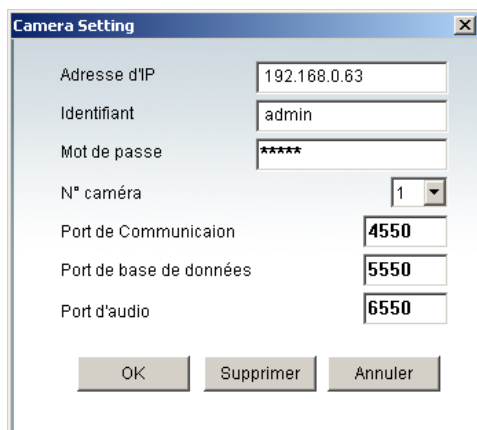 Camera Setting
Adresse d'IP 192.168.0.63
Identifiant admin
Mot de passe *****
N° caméra 1
Port de Communicaion 4550
Port de base de données 5550
Port d'audio 6550
OK Supprimer Annuler